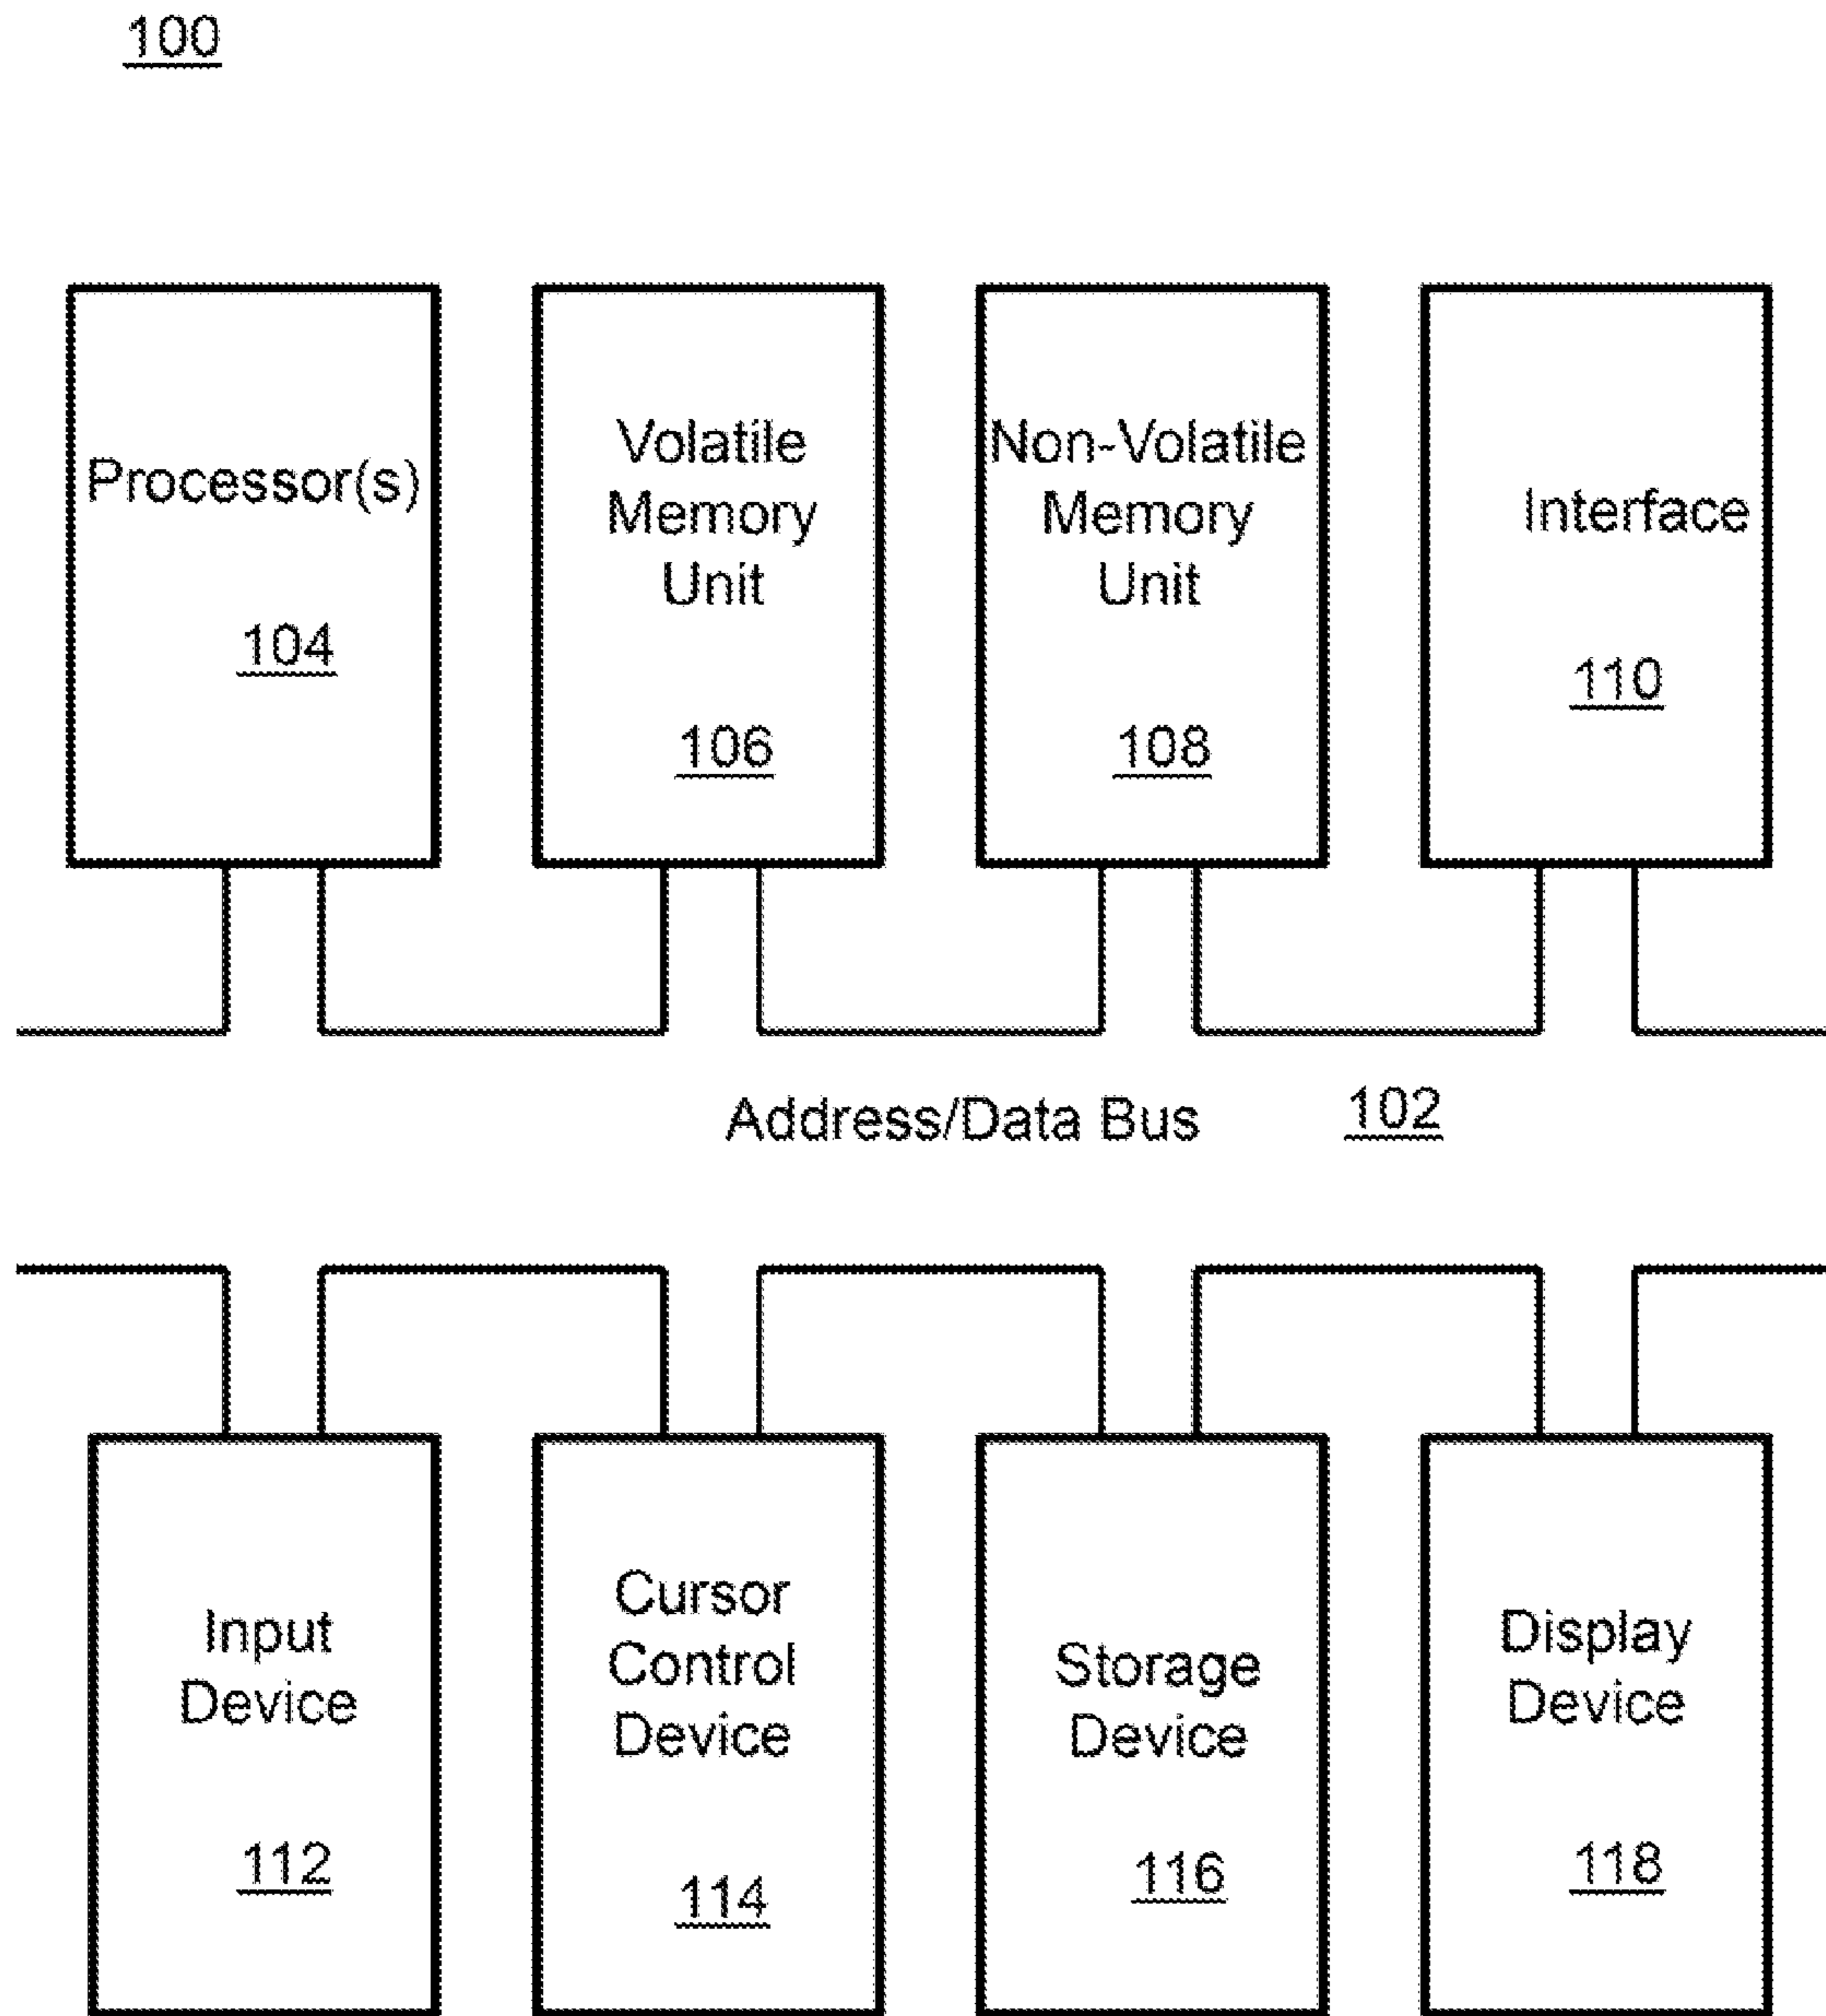 100
Processor(s)
104
Volatile
Memory
Unit
106
Non-Volatile
Memory
Unit
108
Interface
110
Address/Data Bus 102
Input
Device
112
Cursor
Control
Device
114
Storage
Device
116
Display
Device
118